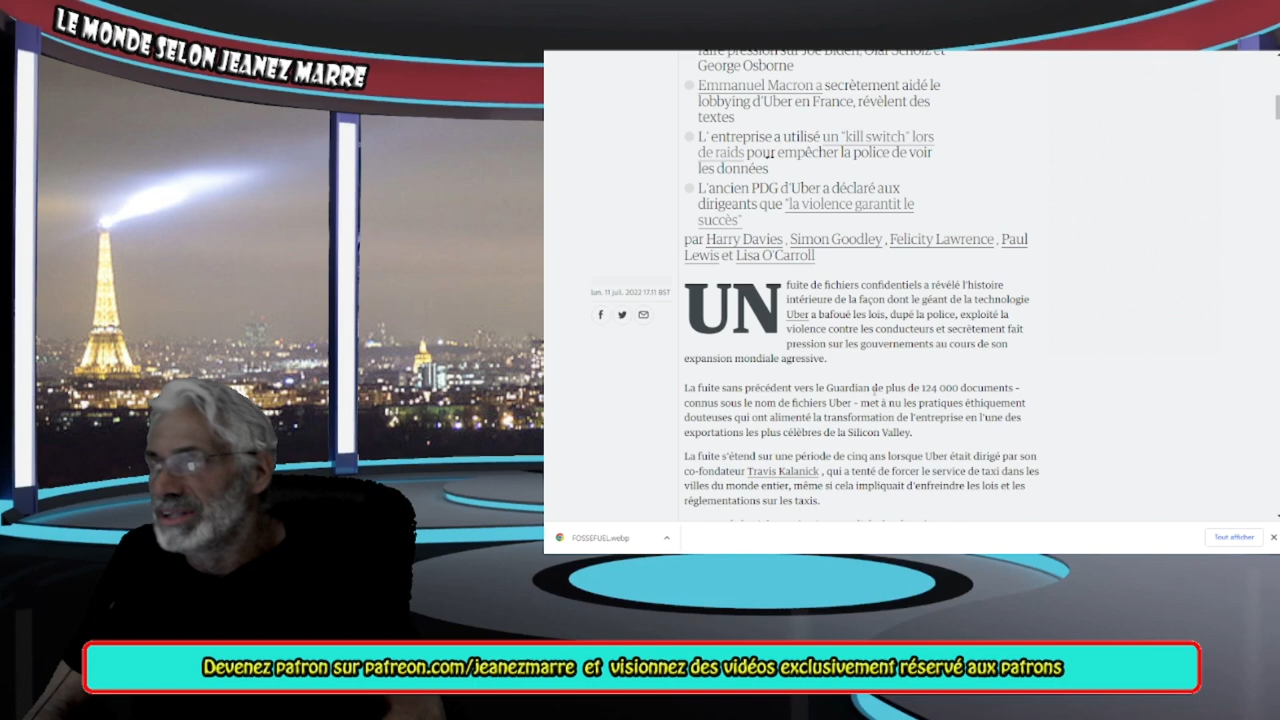 LE MONDE SELON JEANEZ MARRE
faire pression sur Joe Biden, Olaf Scholz et
George Osborne
Emmanuel Macron a secrètement aidé le
lobbying d'Uber en France, révèlent des
textes
L' entreprise a utilisé un "kill switch" lors
de raids pour empêcher la police de voir
les données
L'ancien PDG d'Uber a déclaré aux
dirigeants que "la violence garantit le
succès"
par Harry Davies , Simon Goodley , Felicity Lawrence , Paul
Lewis et Lisa O'Carroll
lun. 11 juil. 2022 17.11 BST
UN fuite de fichiers confidentiels a révélé l'histoire
intérieure de la façon dont le géant de la technologie
Uber a bafoué les lois, dupé la police, exploité la
violence contre les conducteurs et secrètement fait
pression sur les gouvernements au cours de son
expansion mondiale agressive.
La fuite sans précédent vers le Guardian de plus de 124 000 documents -
connus sous le nom de fichiers Uber - met à nu les pratiques éthiquement
douteuses qui ont alimenté la transformation de l'entreprise en l'une des
exportations les plus célèbres de la Silicon Valley.
La fuite s'étend sur une période de cinq ans lorsque Uber était dirigé par son
co-fondateur Travis Kalanick , qui a tenté de forcer le service de taxi dans les
villes du monde entier, même si cela impliquait d'enfreindre les lois et les
réglementations sur les taxis.
FOSSEFUEL.webp
Tout afficher
Devenez patron sur patreon.com/jeanezmarre et visionnez des vidéos exclusivement réservé aux patrons